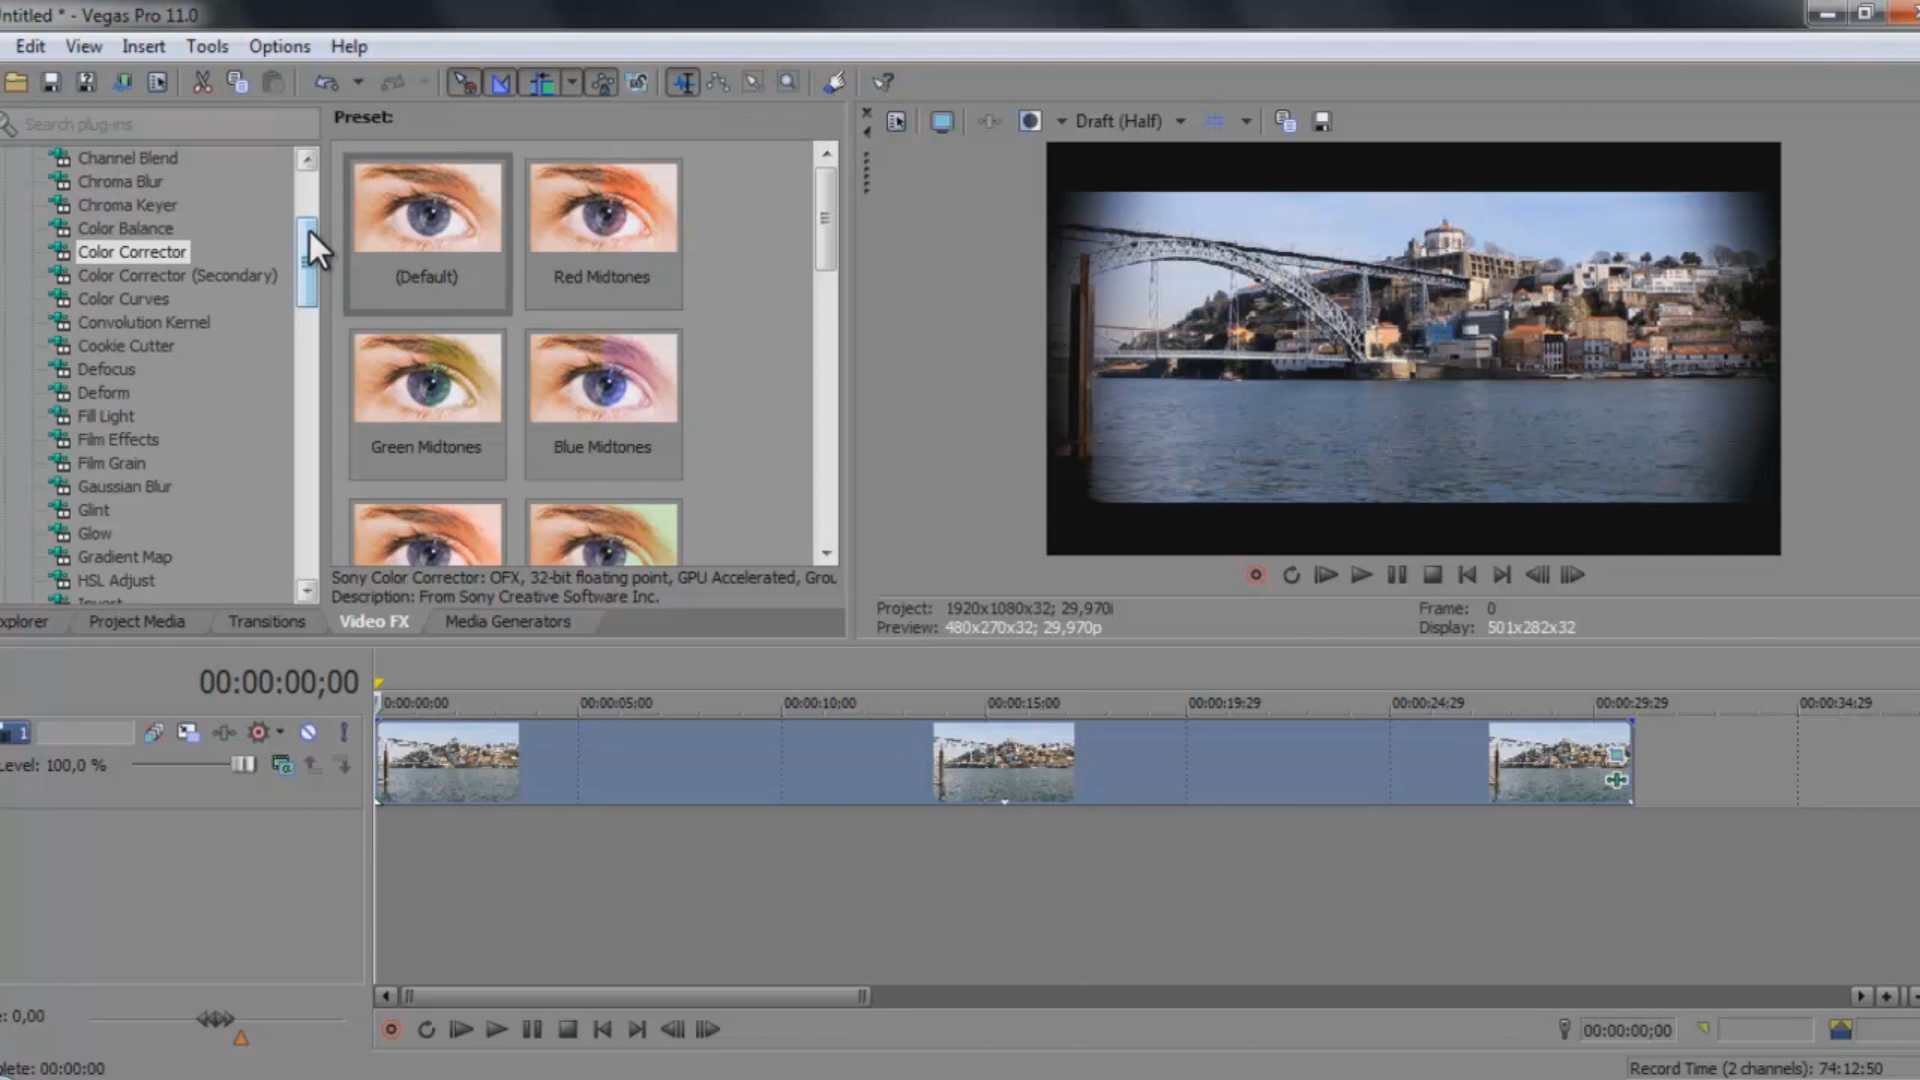 ntitled * - Vegas Pro 11.0
Edit View Insert Tools Options Help
Search plug-ins
Preset:
Draft (Half)
Channel Blend
Chroma Blur
Chroma Keyer
Color Balance
Color Corrector
Color Corrector (Secondary)
Color Curves
Convolution Kernel
Cookie Cutter
Defocus
Deform
Fill Light
Film Effects
Film Grain
Gaussian Blur
Glint
Glow
Gradient Map
HSL Adjust
Invert
(Default) Red Midtones
Green Midtones Blue Midtones
Sony Color Corrector: OFX, 32-bit floating point, GPU Accelerated, Grou
Description: From Sony Creative Software Inc.
xplorer Project Media Transitions Video FX Media Generators
Project: 1920x1080x32; 29,970i Frame: 0
Preview: 480x270x32; 29,970p Display: 501x282x32
00:00:00;00
0:00:00;00 00:00:05;00 00:00:10;00 00:00:15;00 00:00:19;29 00:00:24;29 00:00:29;29 00:00:34;29
1
Level: 100,0 %
: 0,00
00:00:00;00
plete: 00:00:00
Record Time (2 channels): 74:12:50